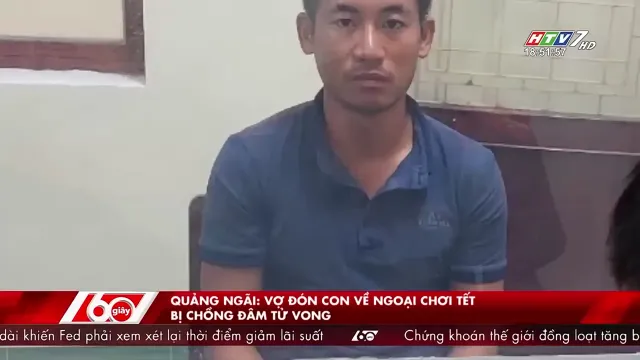 HTV7 HD
18:51:57
60 giây
QUẢNG NGÃI: VỢ ĐÓN CON VỀ NGOẠI CHƠI TẾT
BỊ CHỒNG ĐÂM TỬ VONG
dài khiến Fed phải xem xét lại thời điểm giảm lãi suất 60 giây Chứng khoán thế giới đồng loạt tăng b